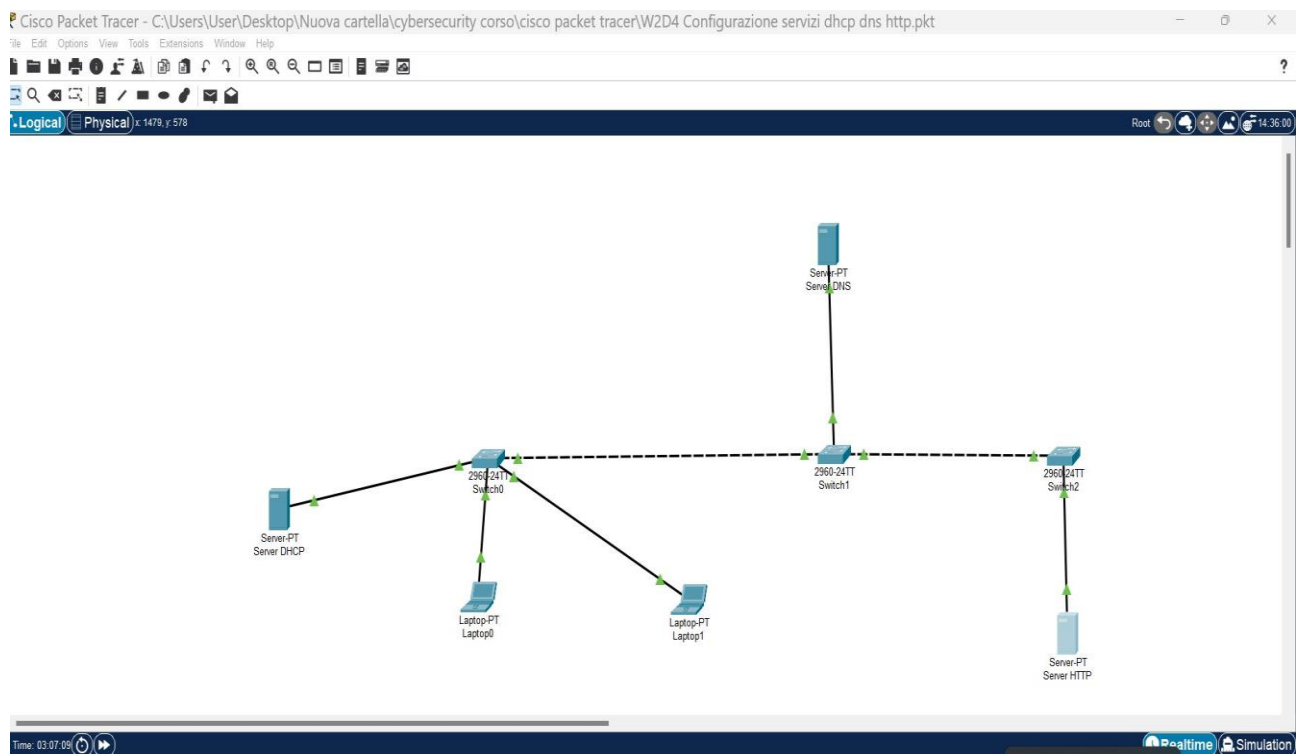 Cisco Packet Tracer - C:\Users\User\Desktop\Nuova cartella\cybersecurity corso\cisco packet tracer\W2D4 Configurazione servizi dhcp dns http.pkt
File Edit Options View Tools Extensions Window Help
?
Logical Physical x: 1479, y: 578
Root 14:36:00
Server-PT
Server DNS
2960-24TT
Switch0
2960-24TT
Switch1
2960-24TT
Switch2
Server-PT
Server DHCP
Laptop-PT
Laptop0
Laptop-PT
Laptop1
Server-PT
Server HTTP
Time: 03:07:09
Realtime Simulation